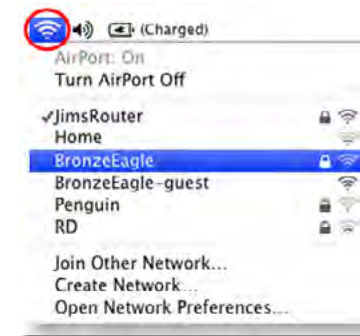 (Charged)
AirPort: On
Turn AirPort Off
✓JimsRouter
Home
BronzeEagle
BronzeEagle-guest
Penguin
RD
Join Other Network...
Create Network...
Open Network Preferences...